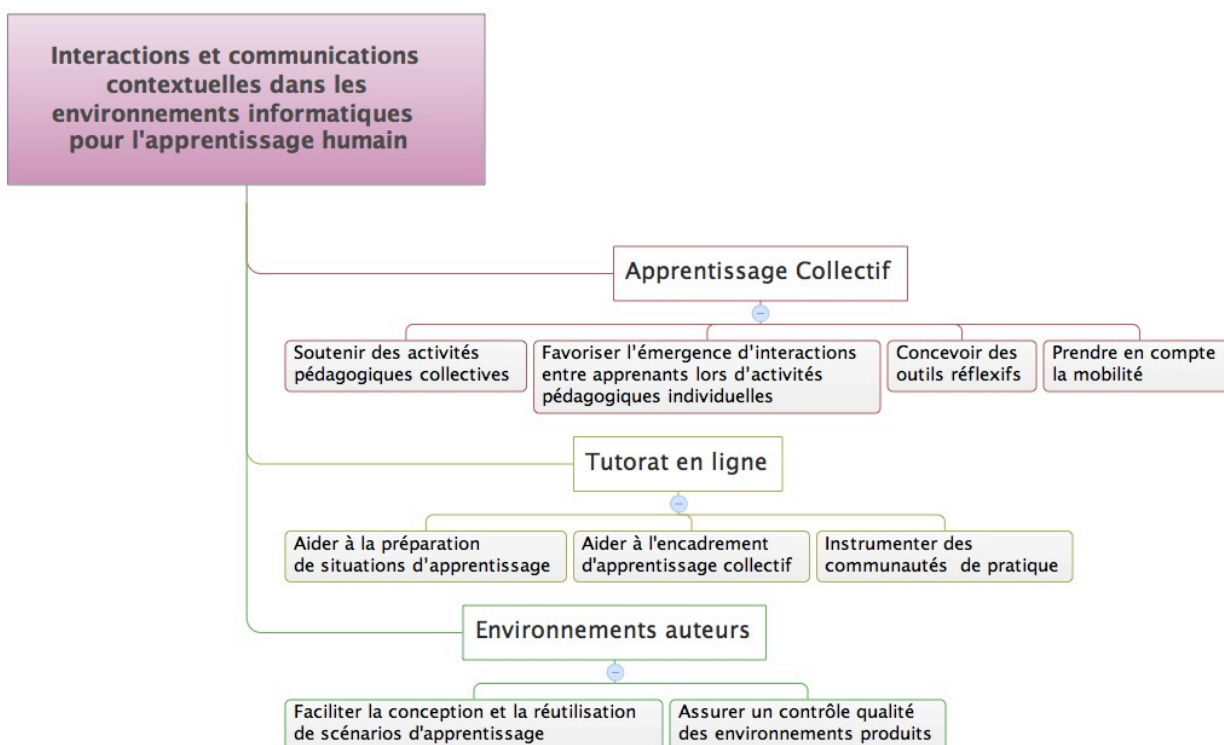 Interactions et communications
contextuelles dans les
environnements informatiques
pour l'apprentissage humain
Apprentissage Collectif
Soutenir des activités
pédagogiques collectives
Favoriser l’émergence d’interactions
entre apprenants lors d’activités
pédagogiques individuelles
Concevoir des
outils réflexifs
Prendre en compte
la mobilité
Tutorat en ligne
Aider à la préparation
de situations d’apprentissage
Aider à l'encadrement
d'apprentissage collectif
Instrumenter des
communautés de pratique
Environnements auteurs
Faciliter la conception et la réutilisation
de scénarios d'apprentissage
Assurer un contrôle qualité
des environnements produits